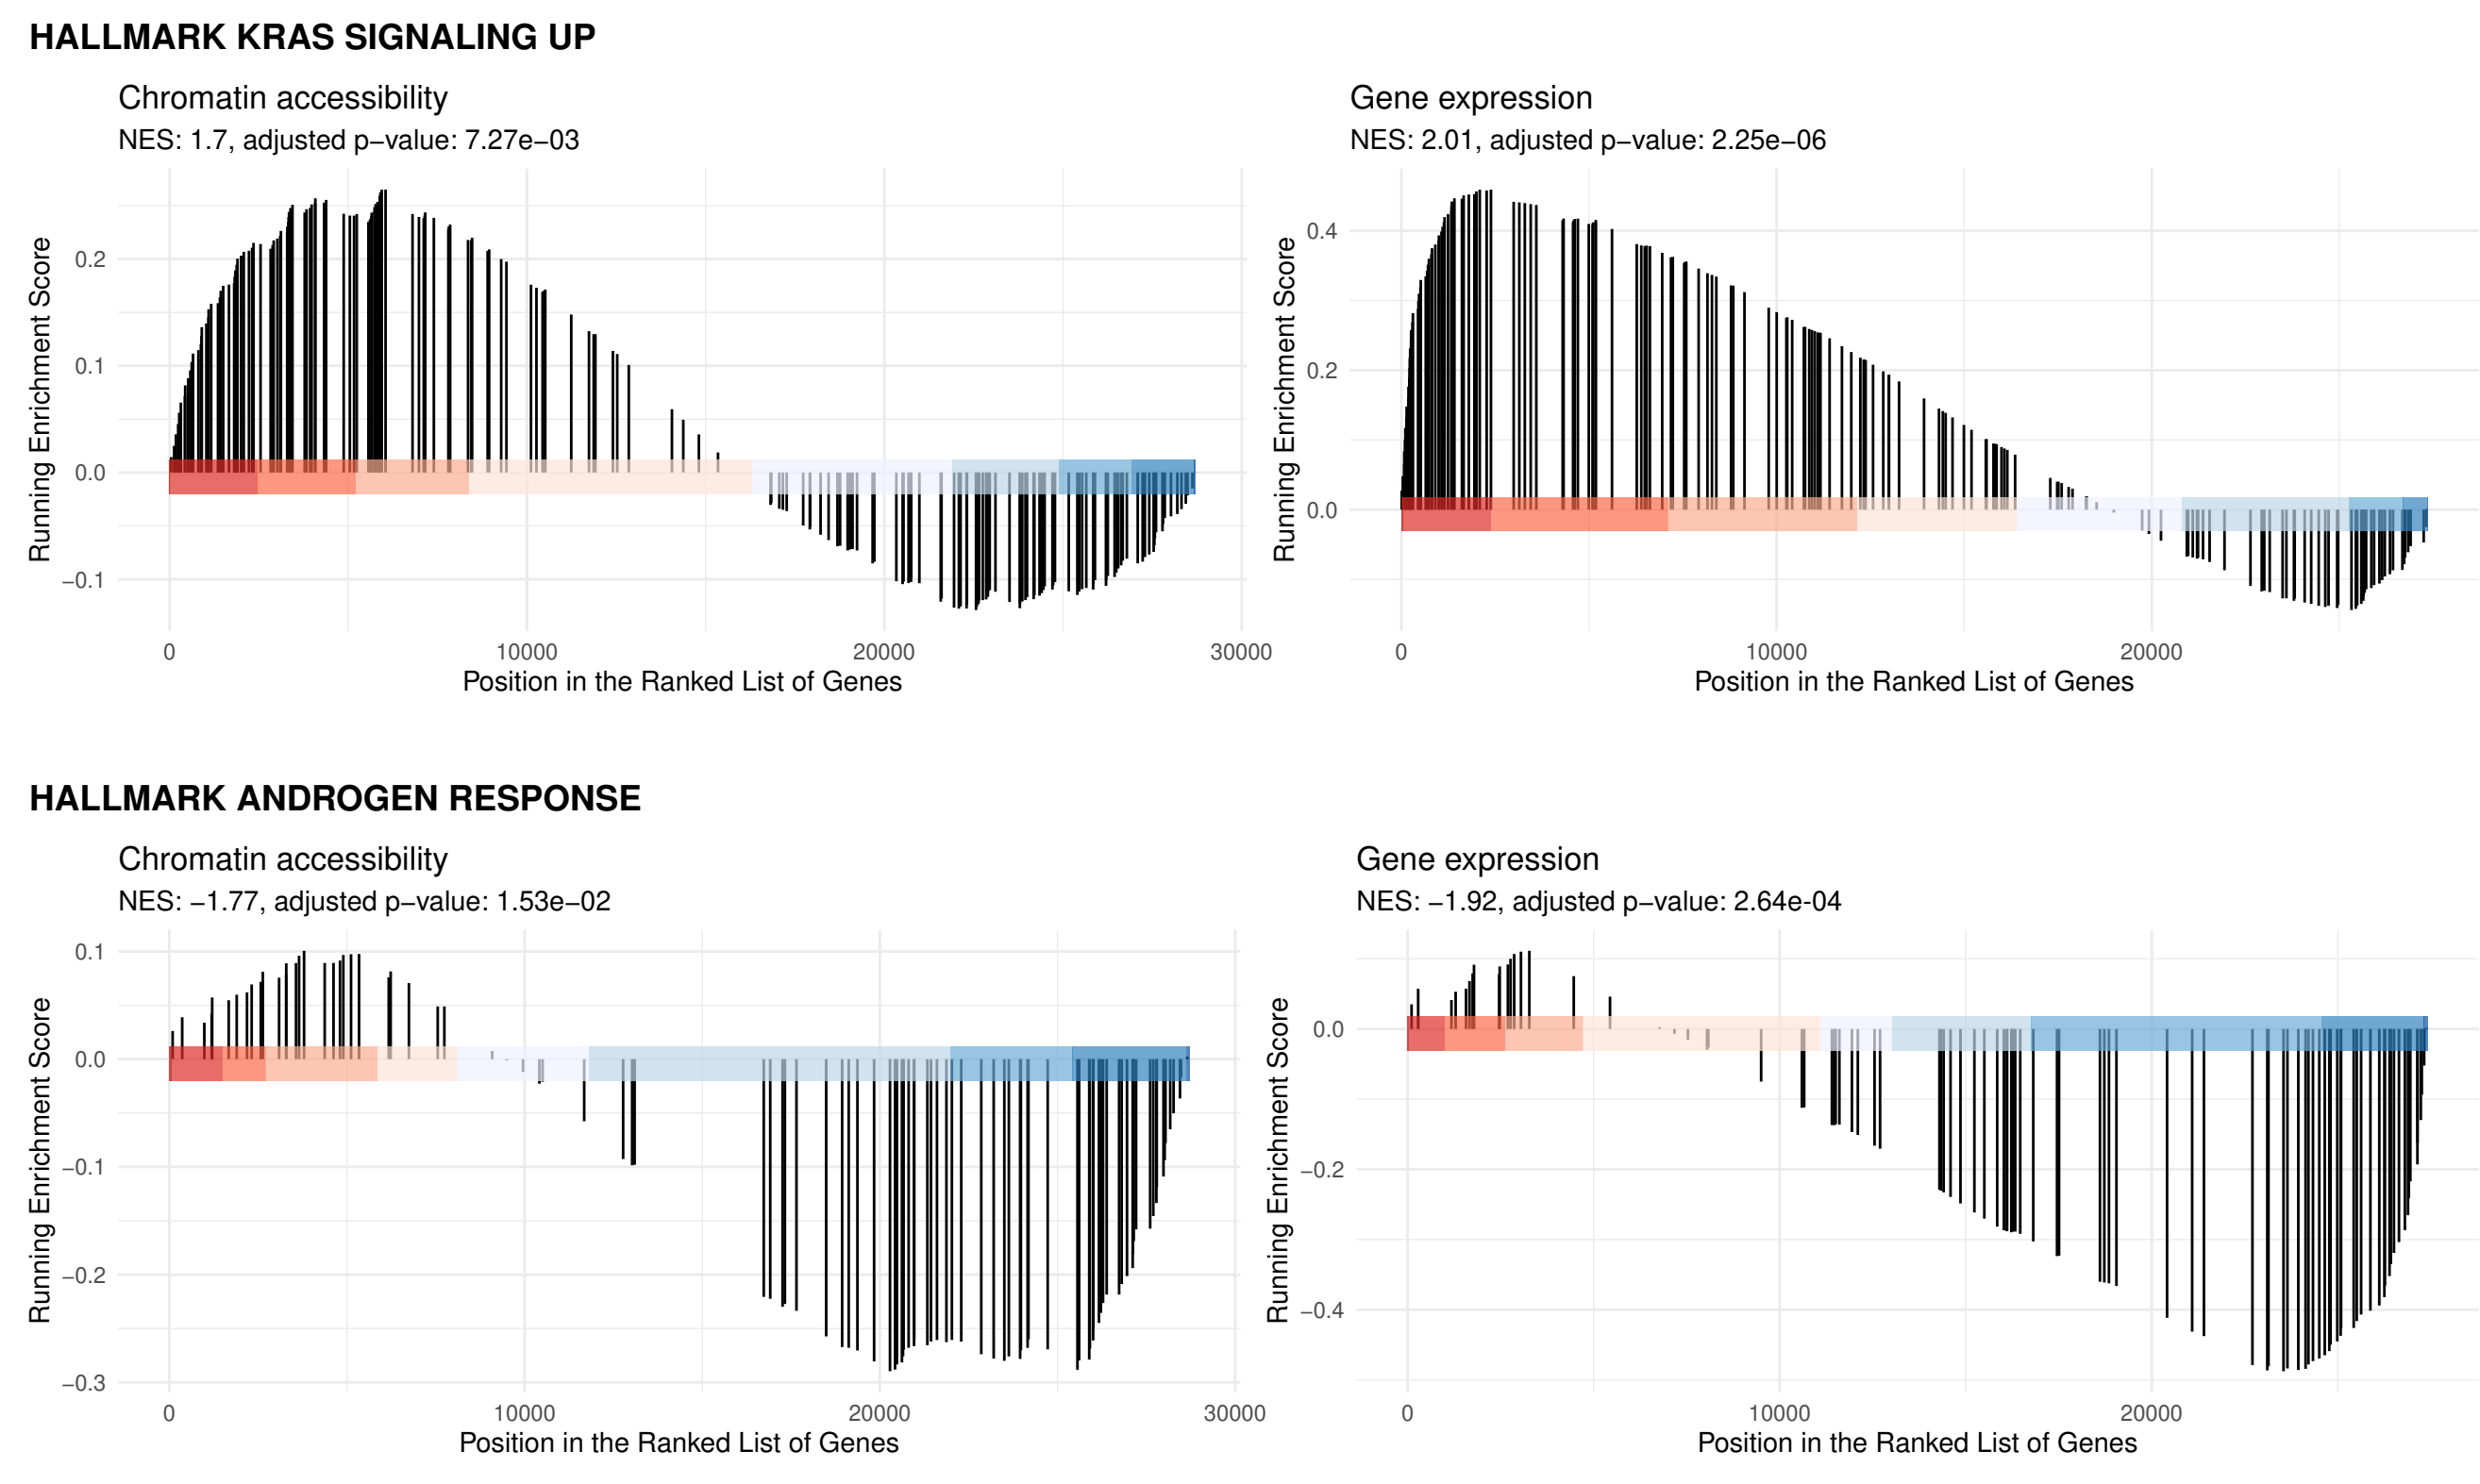 HALLMARK KRAS SIGNALING UP
Chromatin accessibility
NES: 1.7, adjusted p−value: 7.27e−03
Running Enrichment Score
0.2
0.1
0.0
−0.1
0 10000 20000 30000
Position in the Ranked List of Genes
Gene expression
NES: 2.01, adjusted p−value: 2.25e−06
Running Enrichment Score
0.4
0.2
0.0
0 10000 20000
Position in the Ranked List of Genes
HALLMARK ANDROGEN RESPONSE
Chromatin accessibility
NES: −1.77, adjusted p−value: 1.53e−02
Running Enrichment Score
0.1
0.0
−0.1
−0.2
−0.3
0 10000 20000 30000
Position in the Ranked List of Genes
Gene expression
NES: −1.92, adjusted p−value: 2.64e-04
Running Enrichment Score
0.0
−0.2
−0.4
0 10000 20000
Position in the Ranked List of Genes